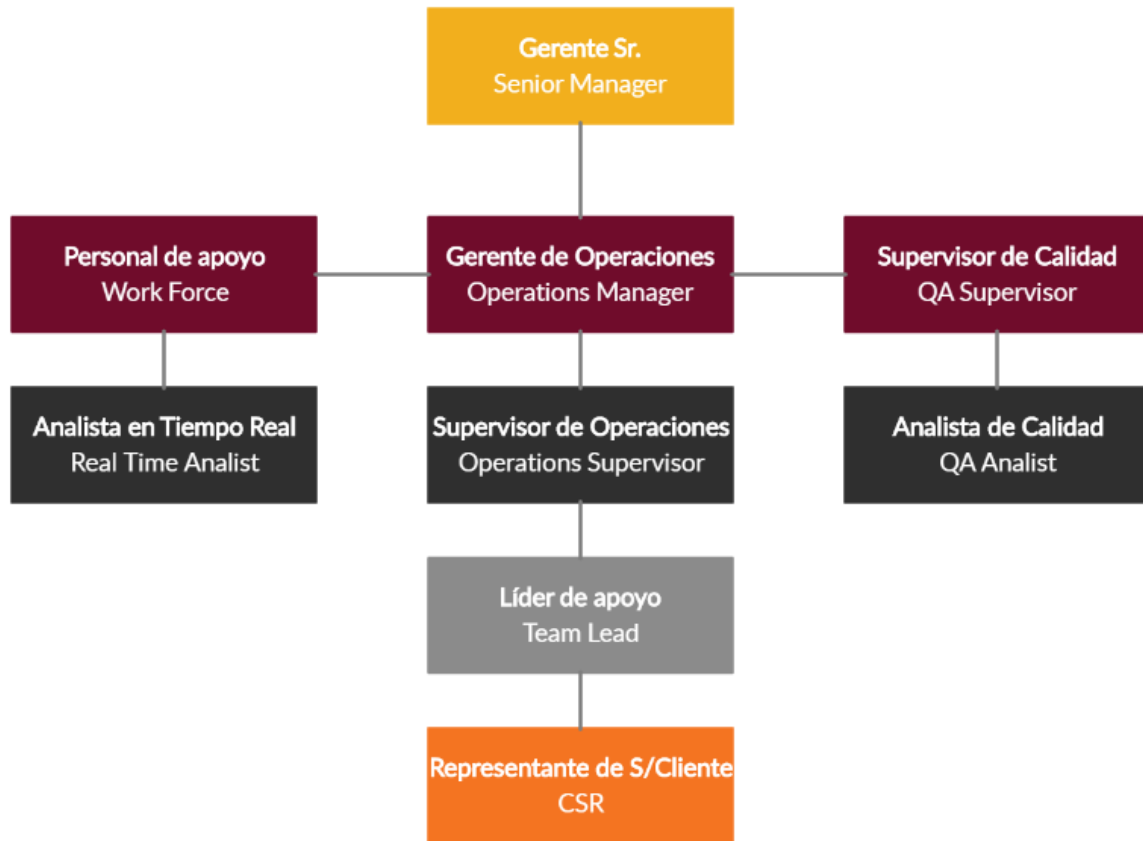 Gerente Sr.
Senior Manager
Personal de apoyo
Work Force
Gerente de Operaciones
Operations Manager
Supervisor de Calidad
QA Supervisor
Analista en Tiempo Real
Real Time Analist
Supervisor de Operaciones
Operations Supervisor
Analista de Calidad
QA Analist
Líder de apoyo
Team Lead
Representante de S/Cliente
CSR